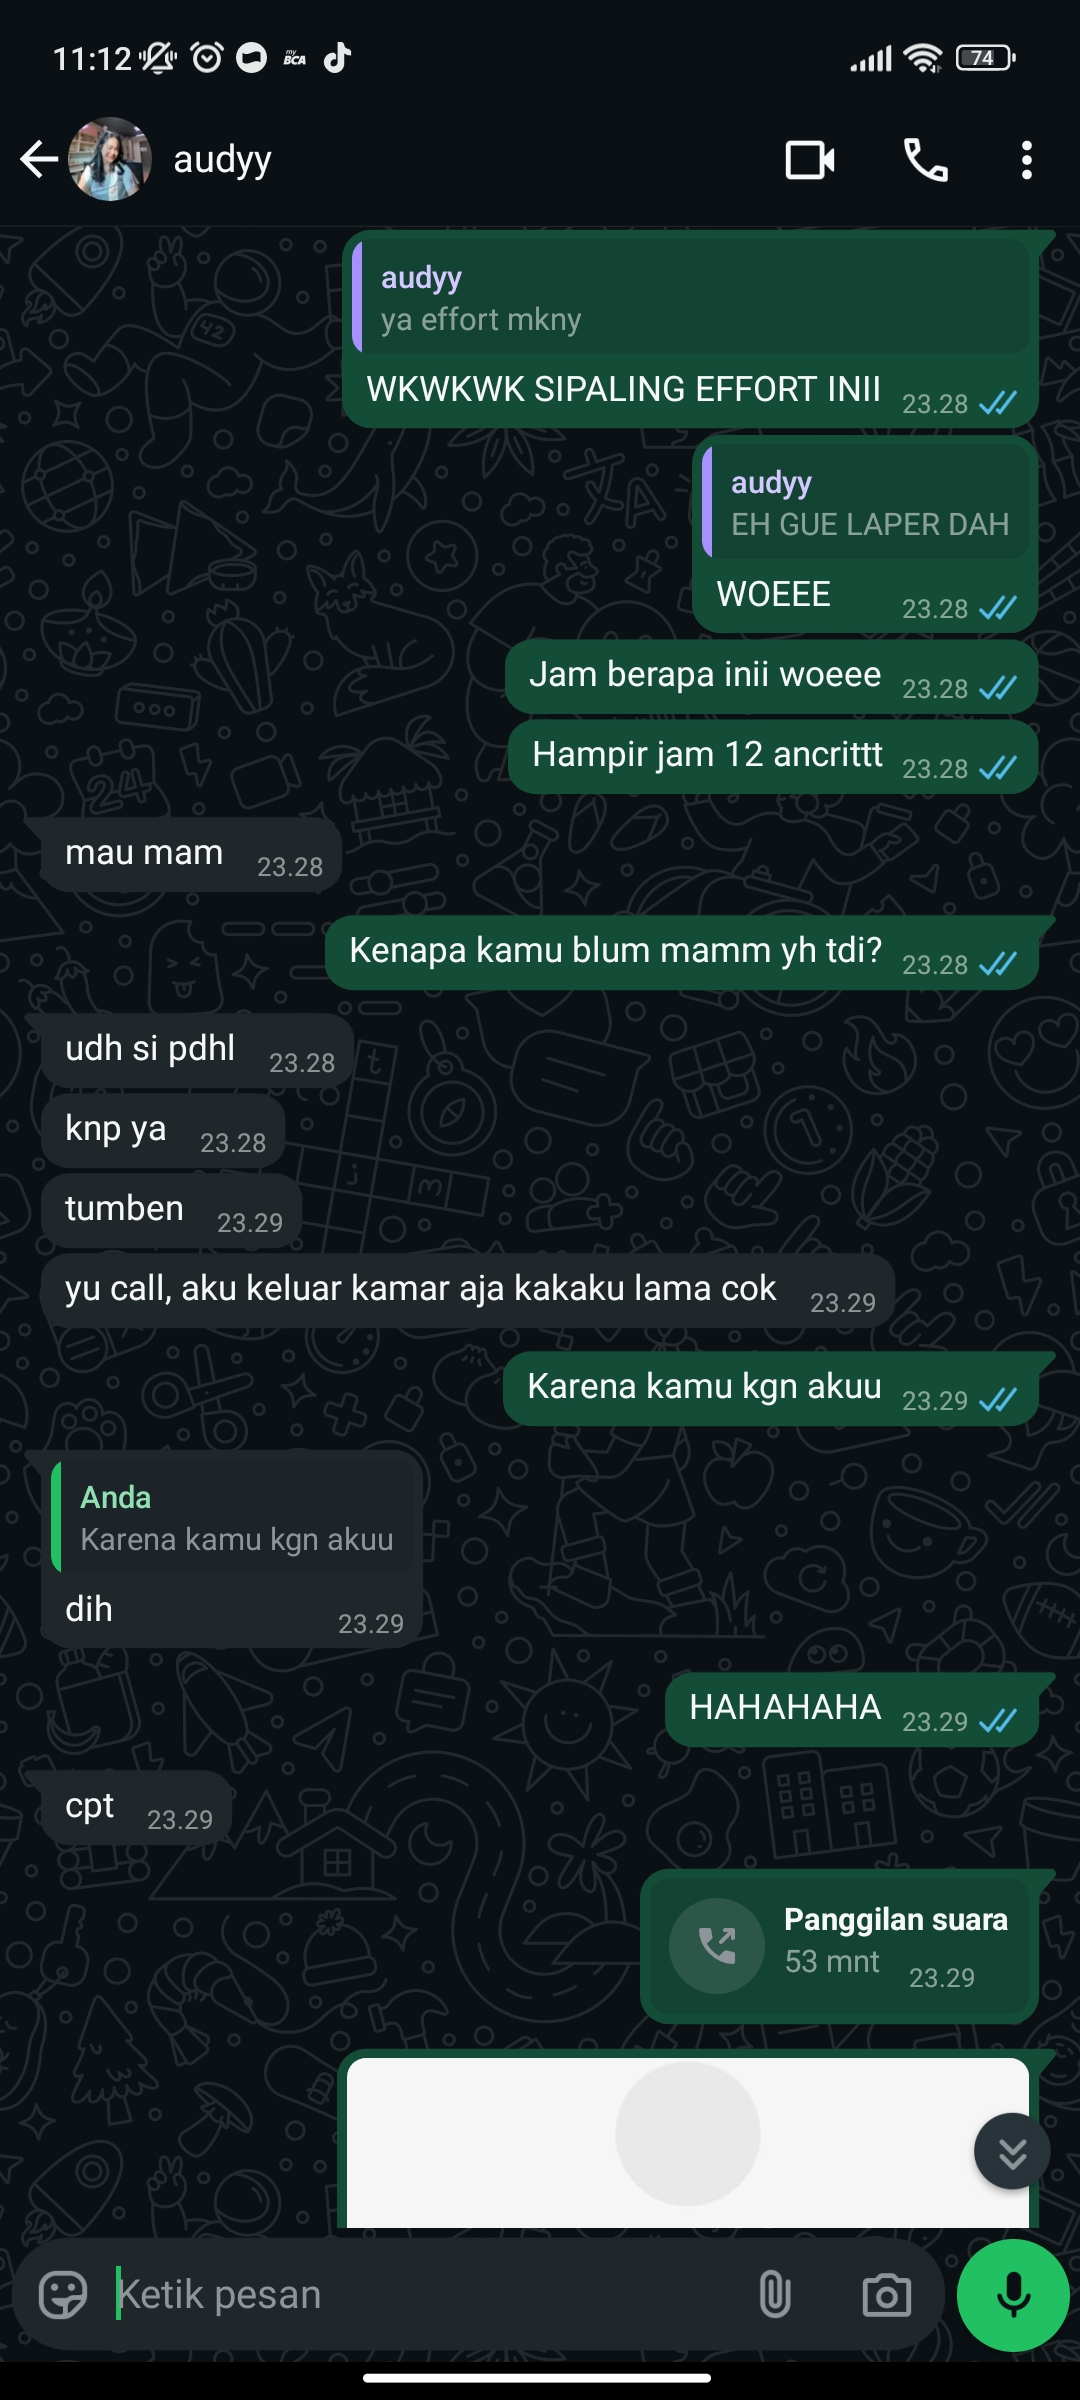 11:12
my
BCA
74
audyy
audyy
ya effort mkny
WKWKWK SIPALING EFFORT INII 23.28
audyy
EH GUE LAPER DAH
WOEEE 23.28
Jam berapa inii woeee 23.28
Hampir jam 12 ancrittt 23.28
mau mam 23.28
Kenapa kamu blum mamm yh tdi? 23.28
udh si pdhl 23.28
knp ya 23.28
tumben 23.29
yu call, aku keluar kamar aja kakaku lama cok 23.29
Karena kamu kgn akuu 23.29
Anda
Karena kamu kgn akuu
dih 23.29
HAHAHAHA 23.29
cpt 23.29
Panggilan suara
53 mnt 23.29
Ketik pesan